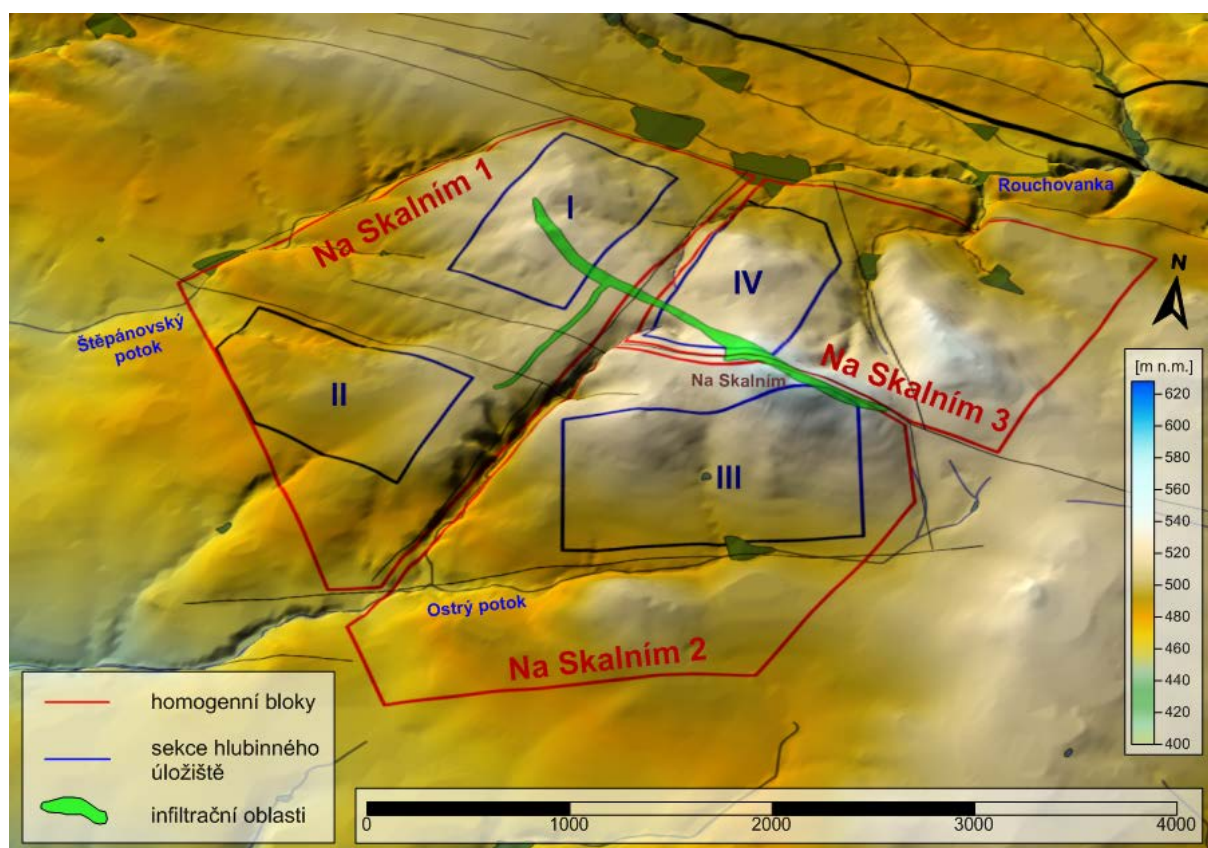 Na Skalním 1
Rouchovanka
I
IV
N
Štěpánovský
potok
II
Na Skalním
Na Skalním 3
III
[m n.m.]
620
600
580
560
540
520
500
480
460
440
420
400
Ostrý potok
Na Skalním 2
homogenní bloky
sekce hlubinného
úložiště
infiltrační oblasti
0
1000
2000
3000
4000